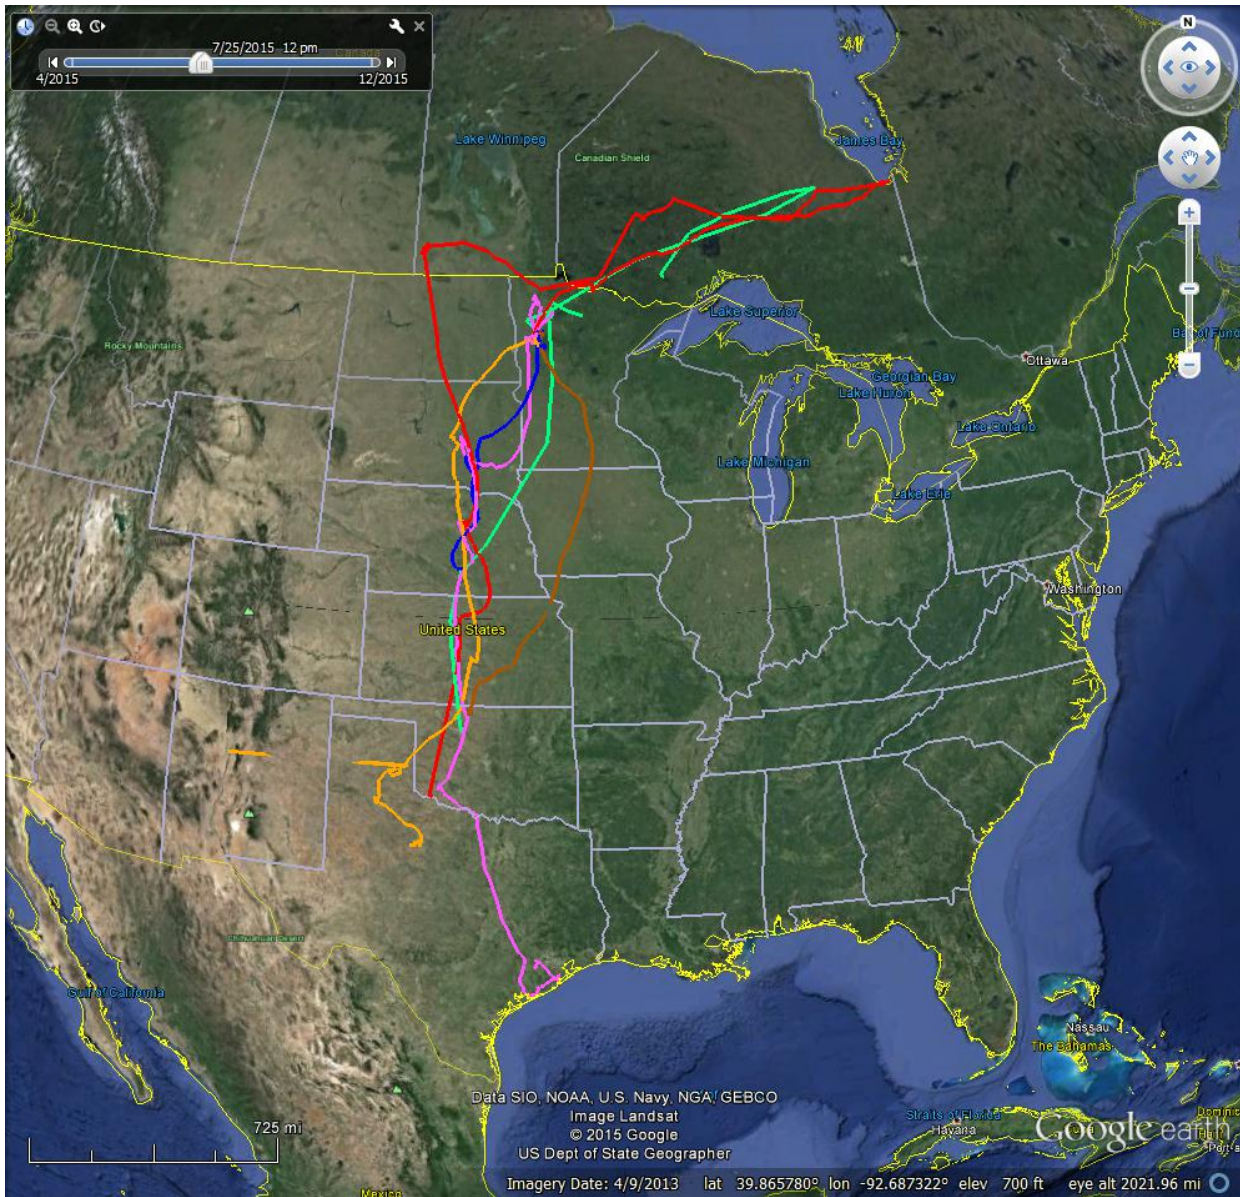 7/25/2015 12 pm
Canada
4/2015
12/2015
N
Lake Winnipeg
James Bay
Canadian Shield
Lake Superior
Rocky Mountains
Ottawa
Georgian Bay
Lake Huron
Lake Ontario
Lake Michigan
Lake Erie
Washington
United States
Chihuahuan Desert
Gulf of California
Nassau
The Bahamas
Data SIO, NOAA, U.S. Navy, NGA, GEBCO
Image Landsat
© 2015 Google
US Dept of State Geographer
Straits of Florida
Havana
Google earth
725 mi
Mexico
Imagery Date: 4/9/2013 lat 39.865780° lon -92.687322° elev 700 ft eye alt 2021.96 mi